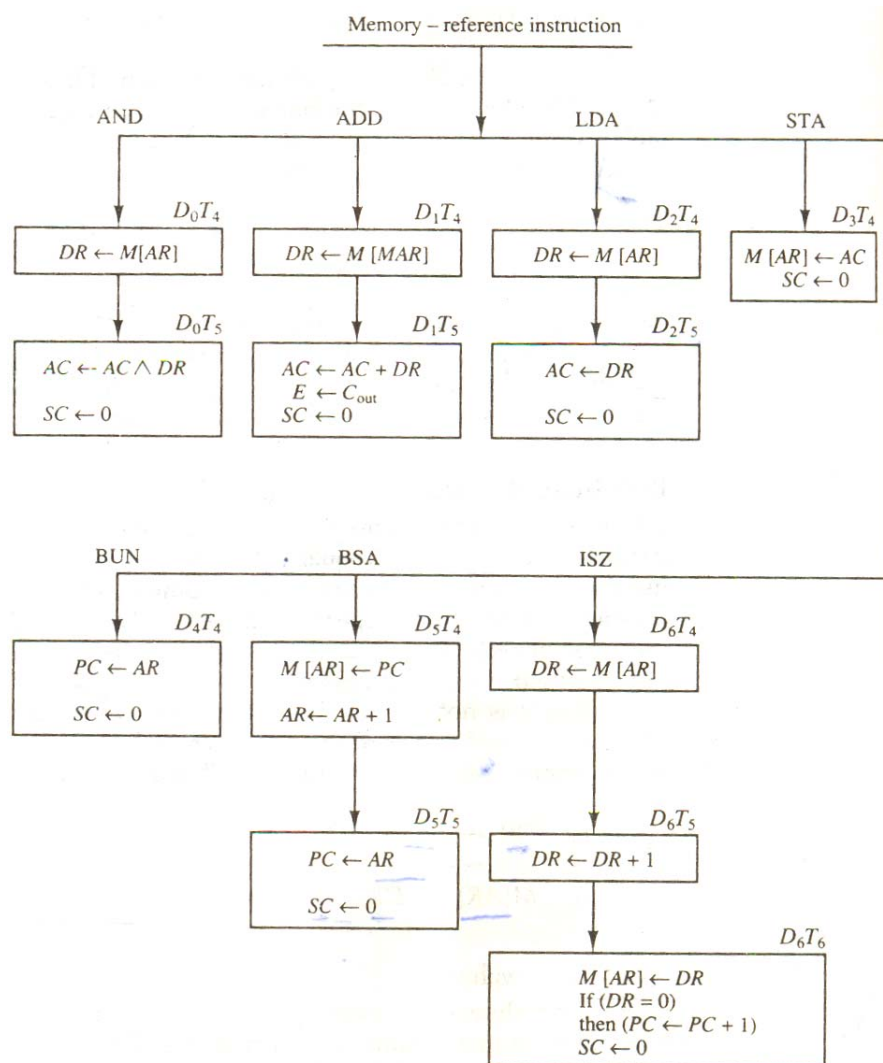 Memory – reference instruction
AND ADD LDA STA
D₀T₄ D₁T₄ D₂T₄ D₃T₄
DR ← M[AR] DR ← M [MAR] DR ← M [AR] M [AR] ← AC
SC ← 0
D₀T₅ D₁T₅ D₂T₅
AC ← AC ∧ DR AC ← AC + DR AC ← DR
E ← Cout
SC ← 0 SC ← 0 SC ← 0
BUN BSA ISZ
D₄T₄ D₅T₄ D₆T₄
PC ← AR M [AR] ← PC DR ← M [AR]
SC ← 0 AR ← AR + 1
D₅T₅ D₆T₅
PC ← AR DR ← DR + 1
SC ← 0
D₆T₆
M [AR] ← DR
If (DR = 0)
then (PC ← PC + 1)
SC ← 0